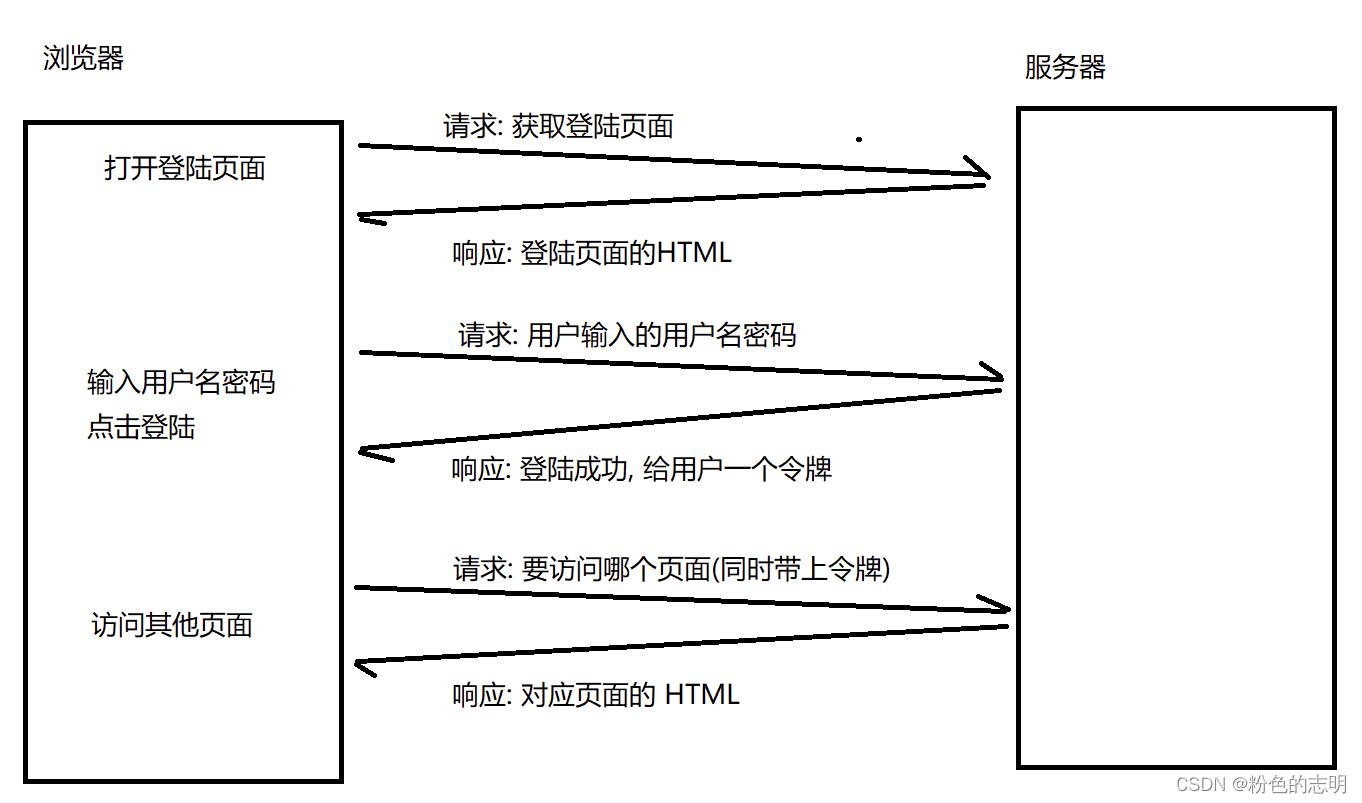 浏览器
服务器
请求: 获取登陆页面
打开登陆页面
响应: 登陆页面的HTML
请求: 用户输入的用户名密码
输入用户名密码
点击登陆
响应: 登陆成功, 给用户一个令牌
请求: 要访问哪个页面(同时带上令牌)
访问其他页面
响应: 对应页面的 HTML
CSDN @粉色的志明